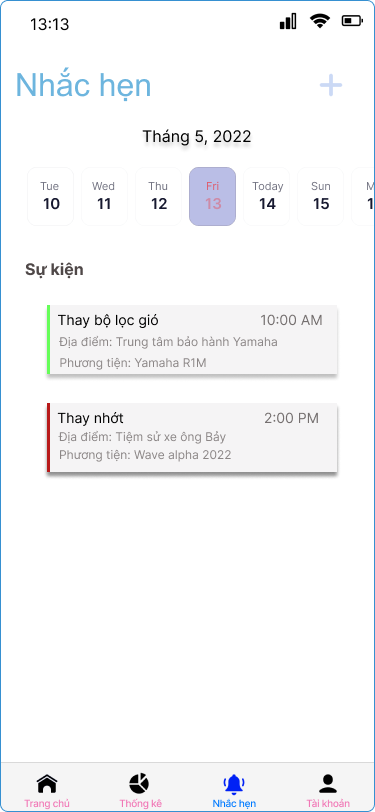 13:13
Nhắc hẹn
Tháng 5, 2022
Tue Wed Thu Fri Today Sun M
10 11 12 13 14 15 1
Sự kiện
Thay bộ lọc gió 10:00 AM
Địa điểm: Trung tâm bảo hành Yamaha
Phương tiện: Yamaha R1M
Thay nhớt 2:00 PM
Địa điểm: Tiệm sử xe ông Bảy
Phương tiện: Wave alpha 2022
Trang chủ Thống kê Nhắc hẹn Tài khoản